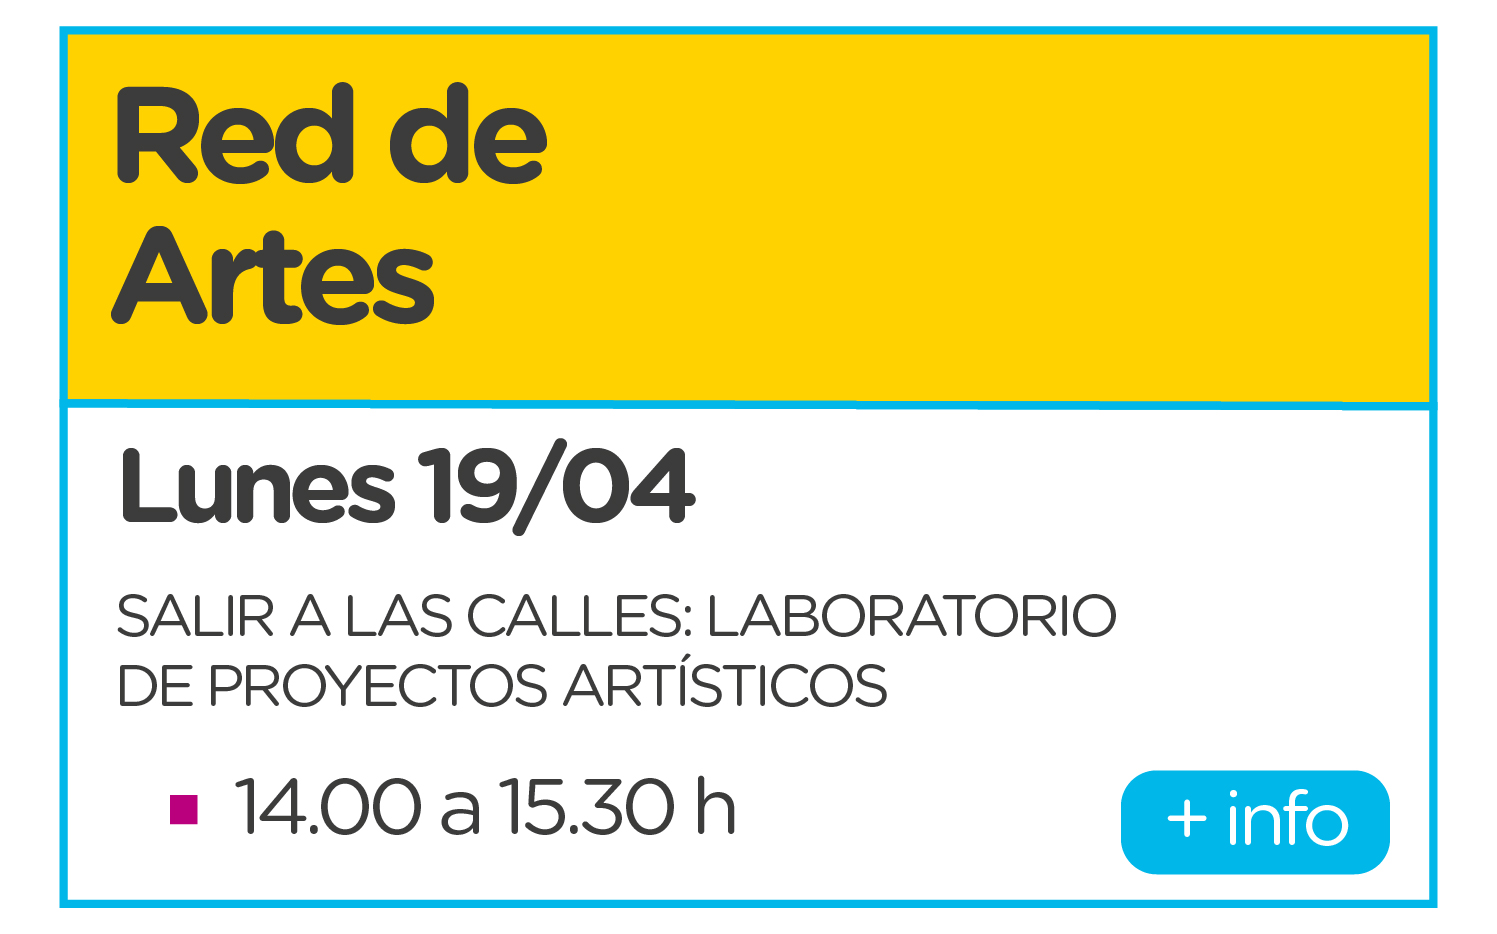 Red de
Artes
Lunes 19/04
SALIR A LAS CALLES: LABORATORIO
DE PROYECTOS ARTÍSTICOS
14.00 a 15.30 h
+ info